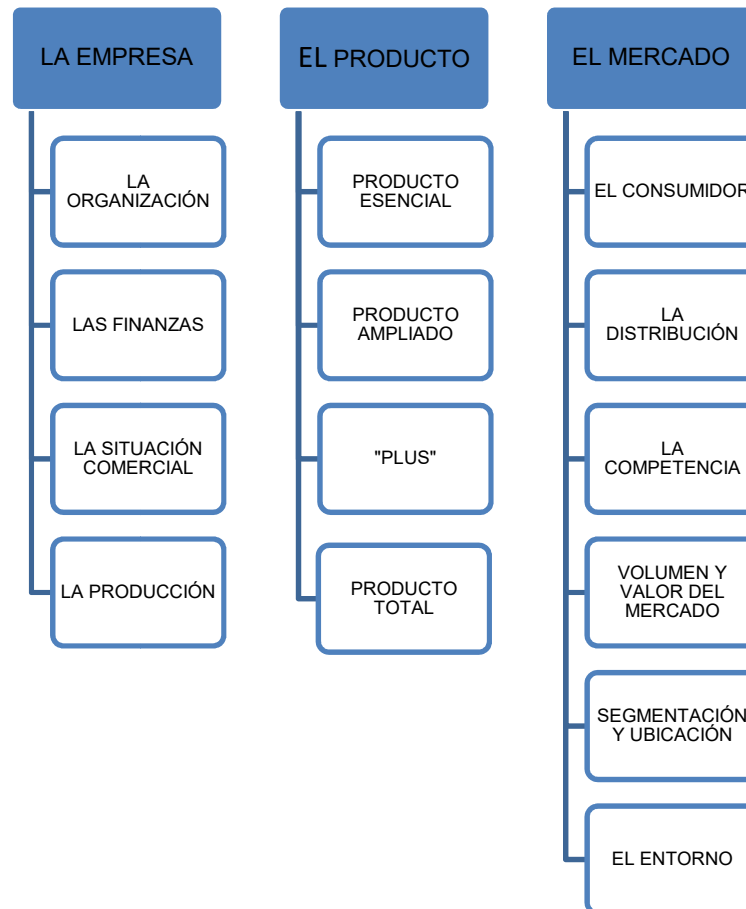 LA EMPRESA
LA
ORGANIZACIÓN
LAS FINANZAS
LA SITUACIÓN
COMERCIAL
LA PRODUCCIÓN
EL PRODUCTO
PRODUCTO
ESENCIAL
PRODUCTO
AMPLIADO
"PLUS"
PRODUCTO
TOTAL
EL MERCADO
EL CONSUMIDOR
LA
DISTRIBUCIÓN
LA
COMPETENCIA
VOLUMEN Y
VALOR DEL
MERCADO
SEGMENTACIÓN
Y UBICACIÓN
EL ENTORNO